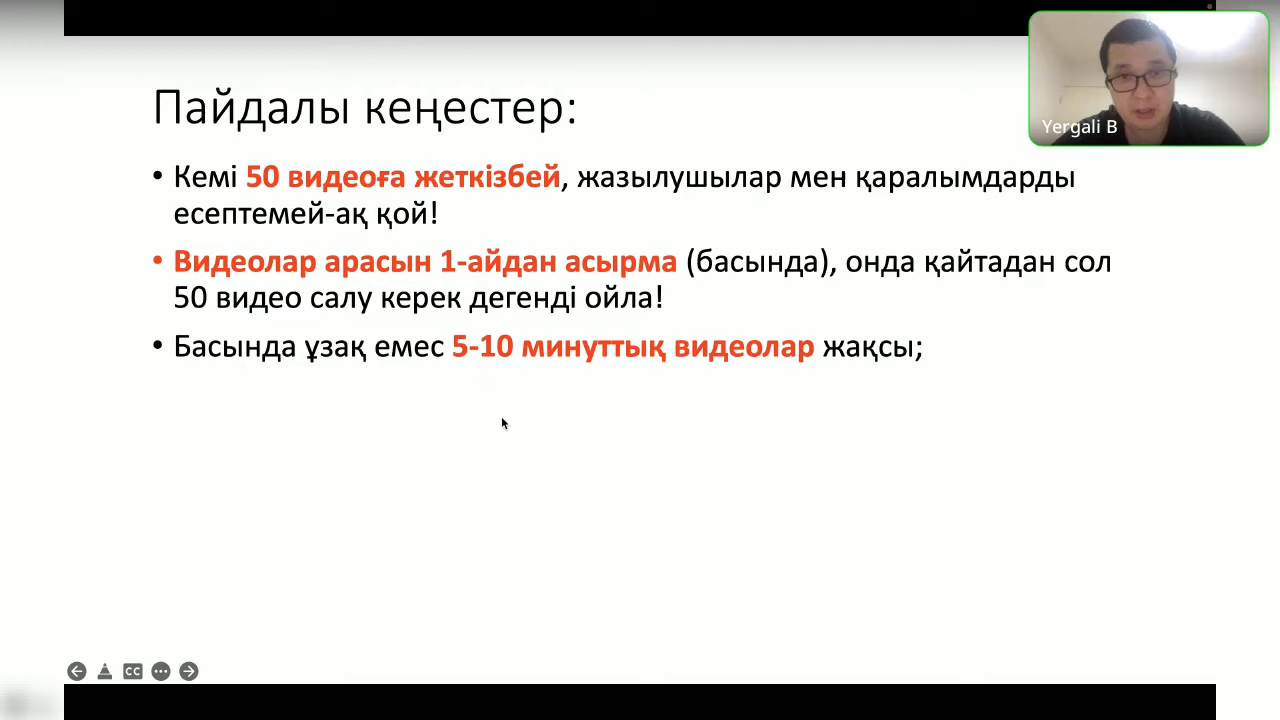 Пайдалы кеңестер:
• Кемі 50 видеоға жеткізбей, жазылушылар мен қаралымдарды
есептемей-ақ қой!
• Видеолар арасын 1-айдан асырма (басында), онда қайтадан сол
50 видео салу керек дегенді ойла!
• Басында ұзақ емес 5-10 минуттық видеолар жақсы;
Yergali B
CC